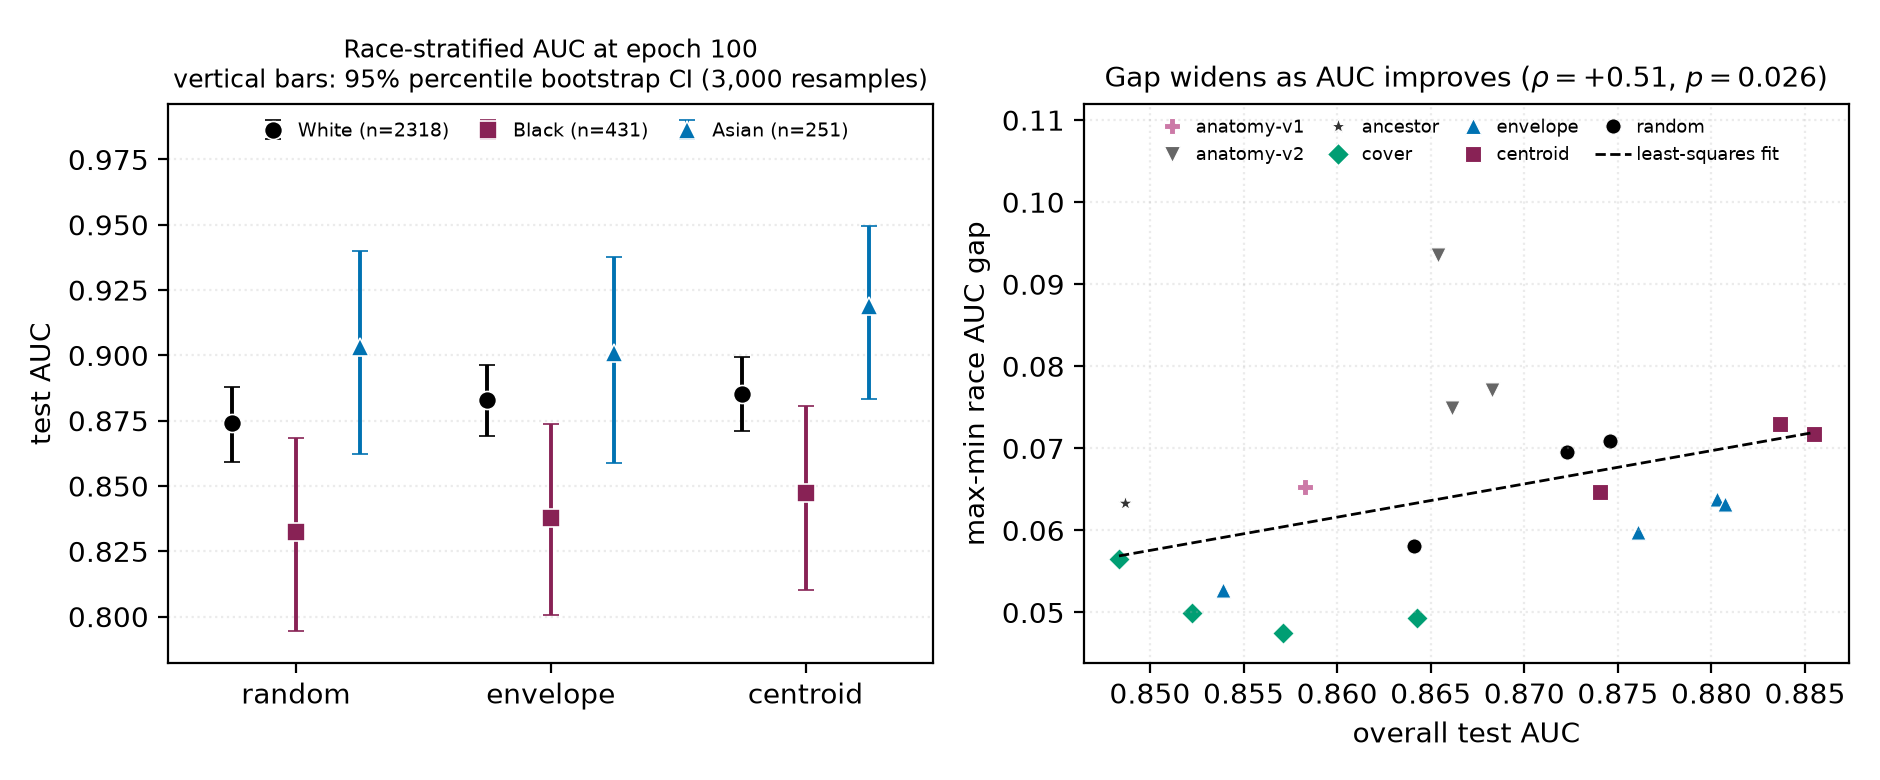 Race-stratified AUC at epoch 100
vertical bars: 95% percentile bootstrap CI (3,000 resamples)
White (n=2318) Black (n=431) Asian (n=251)
0.975
0.950
0.925
0.900
0.875
0.850
0.825
0.800
test AUC
random envelope centroid
Gap widens as AUC improves (ρ = +0.51, p = 0.026)
anatomy-v1 ancestor envelope random
anatomy-v2 cover centroid least-squares fit
0.11
0.10
0.09
0.08
0.07
0.06
0.05
max-min race AUC gap
0.850 0.855 0.860 0.865 0.870 0.875 0.880 0.885
overall test AUC